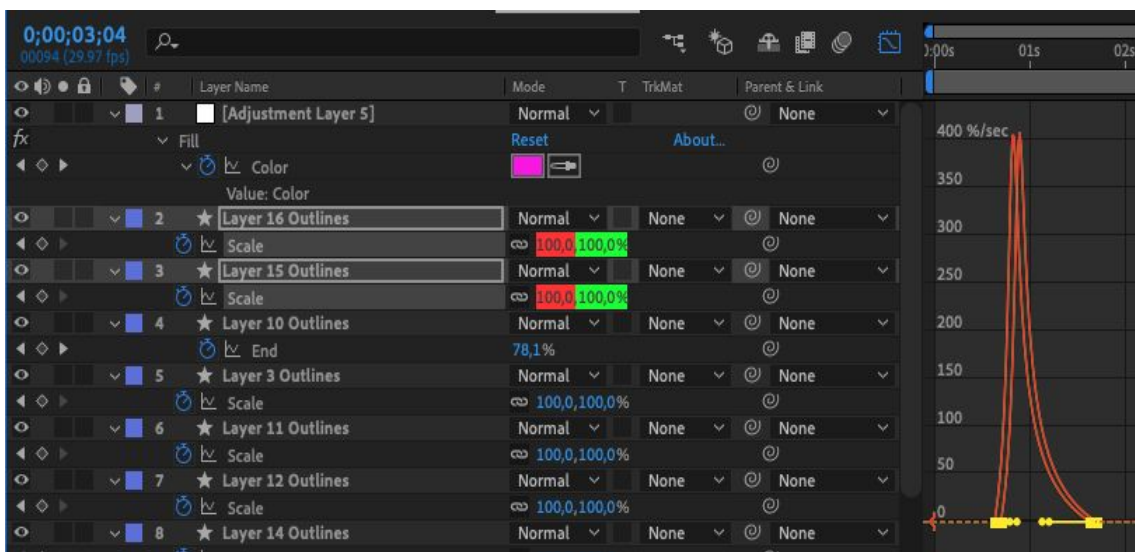 0;00;03;04
00094 (29.97 fps)
:00s 01s 02s
# Layer Name Mode T TrkMat Parent & Link
1 [Adjustment Layer 5] Normal None
fx Fill Reset About...
Color
Value: Color
2 Layer 16 Outlines Normal None None
Scale 100,0,100,0%
3 Layer 15 Outlines Normal None None
Scale 100,0,100,0%
4 Layer 10 Outlines Normal None None
End 78,1%
5 Layer 3 Outlines Normal None None
Scale 100,0,100,0%
6 Layer 11 Outlines Normal None None
Scale 100,0,100,0%
7 Layer 12 Outlines Normal None None
Scale 100,0,100,0%
8 Layer 14 Outlines Normal None None
400 %/sec
350
300
250
200
150
100
50
0